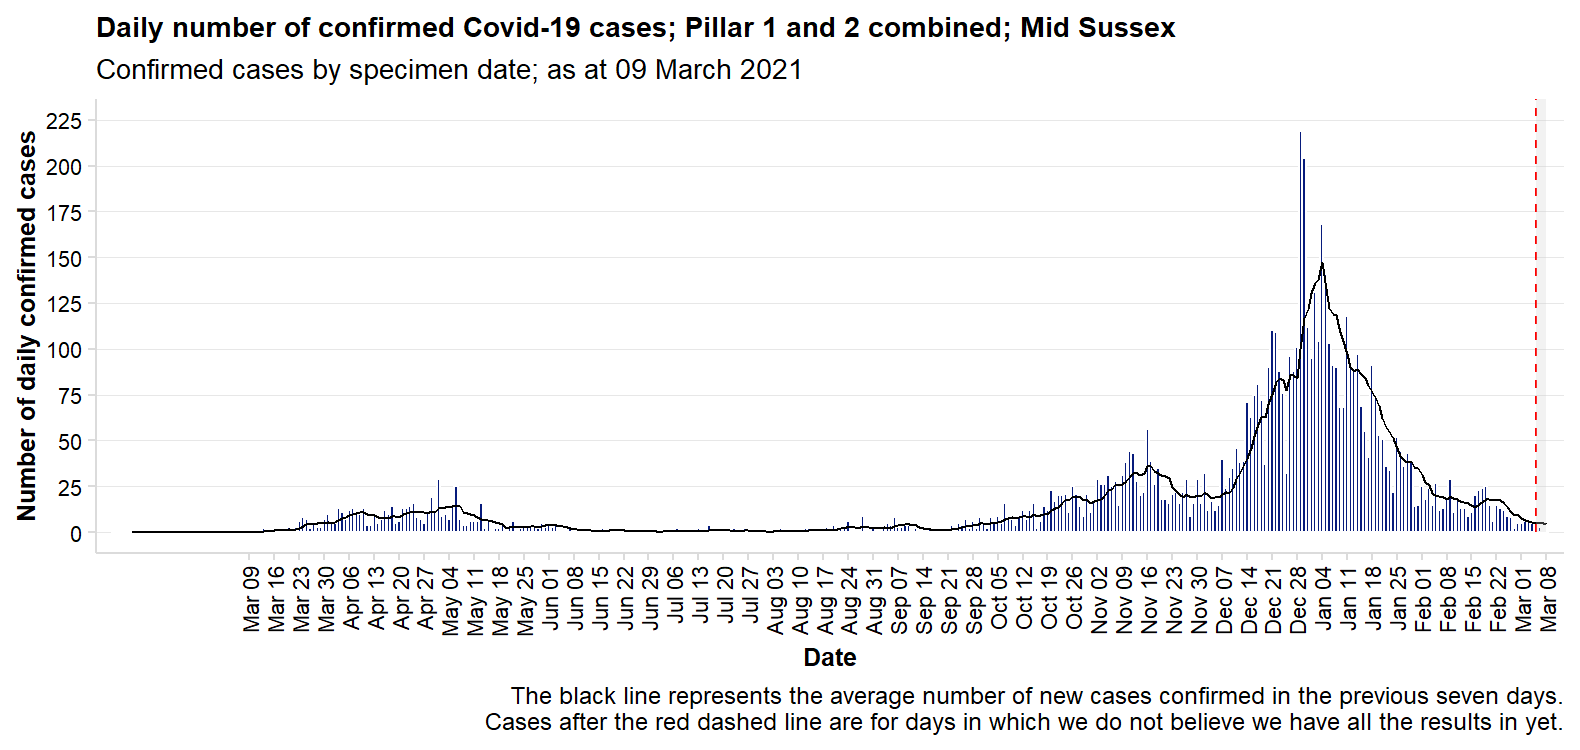 Daily number of confirmed Covid-19 cases; Pillar 1 and 2 combined; Mid Sussex
Confirmed cases by specimen date; as at 09 March 2021
Number of daily confirmed cases
225
200
175
150
125
100
75
50
25
0
Mar 09
Mar 16
Mar 23
Mar 30
Apr 06
Apr 13
Apr 20
Apr 27
May 04
May 11
May 18
May 25
Jun 01
Jun 08
Jun 15
Jun 22
Jun 29
Jul 06
Jul 13
Jul 20
Jul 27
Aug 03
Aug 10
Aug 17
Aug 24
Aug 31
Sep 07
Sep 14
Sep 21
Sep 28
Oct 05
Oct 12
Oct 19
Oct 26
Nov 02
Nov 09
Nov 16
Nov 23
Nov 30
Dec 07
Dec 14
Dec 21
Dec 28
Jan 04
Jan 11
Jan 18
Jan 25
Feb 01
Feb 08
Feb 15
Feb 22
Mar 01
Mar 08
Date
The black line represents the average number of new cases confirmed in the previous seven days.
Cases after the red dashed line are for days in which we do not believe we have all the results in yet.